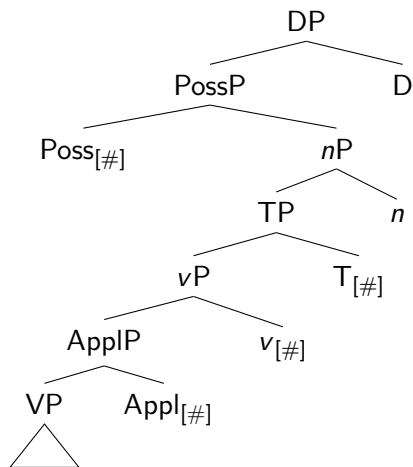 DP
PossP D
Poss[#] nP
TP n
vP T[#]
ApplP v[#]
VP Appl[#]